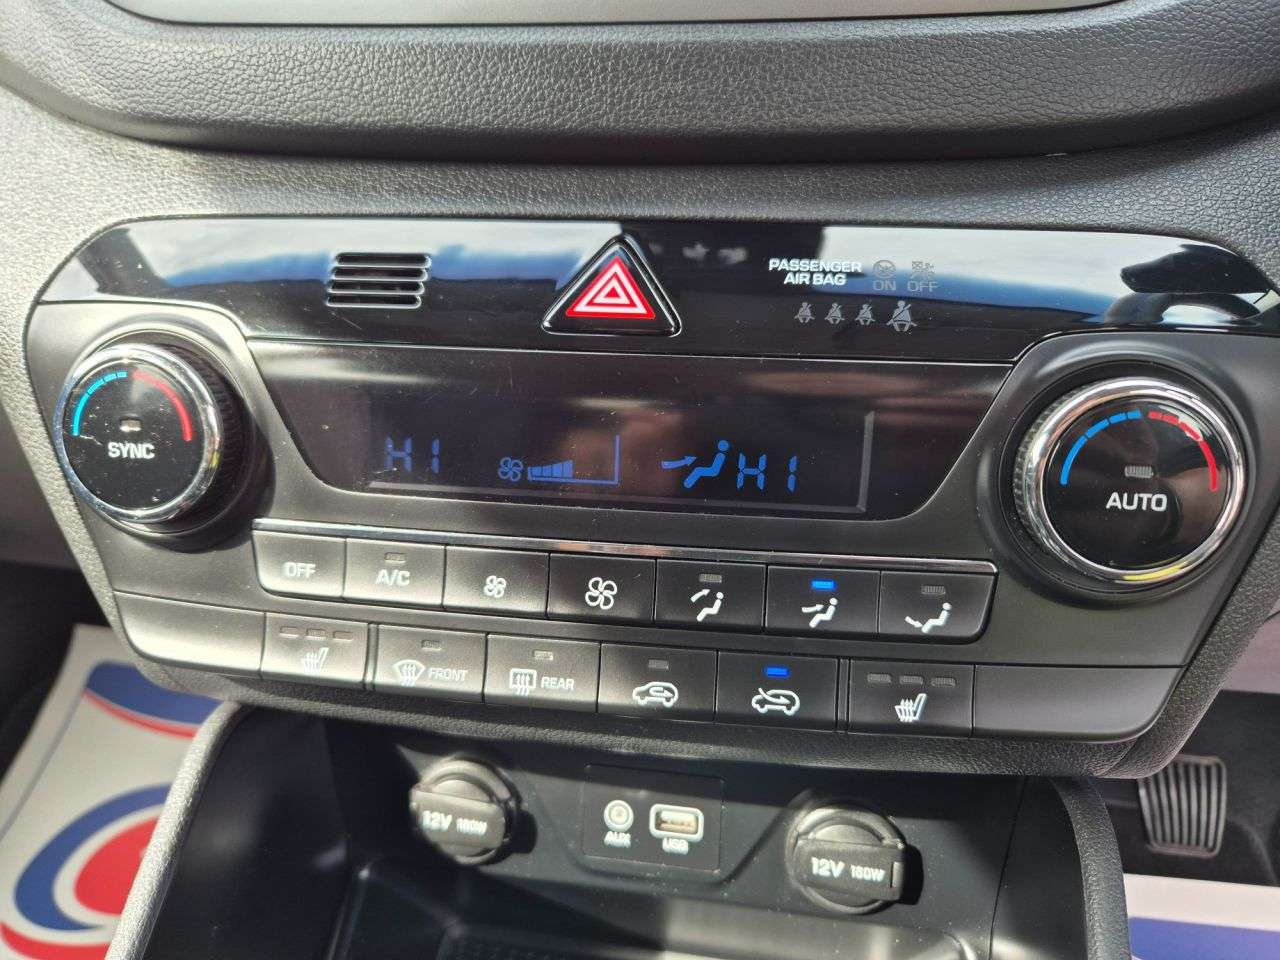 PASSENGER
AIR BAG
ON OFF
SYNC
HI
HI
AUTO
OFF
A/C
FRONT
REAR
12V 180W
AUX
USB
12V 180W